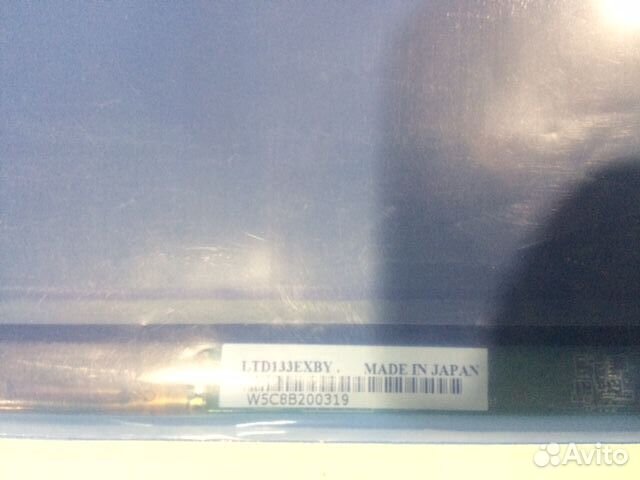 LTD133EXBY . MADE IN JAPAN
W5C8B200319
Avito